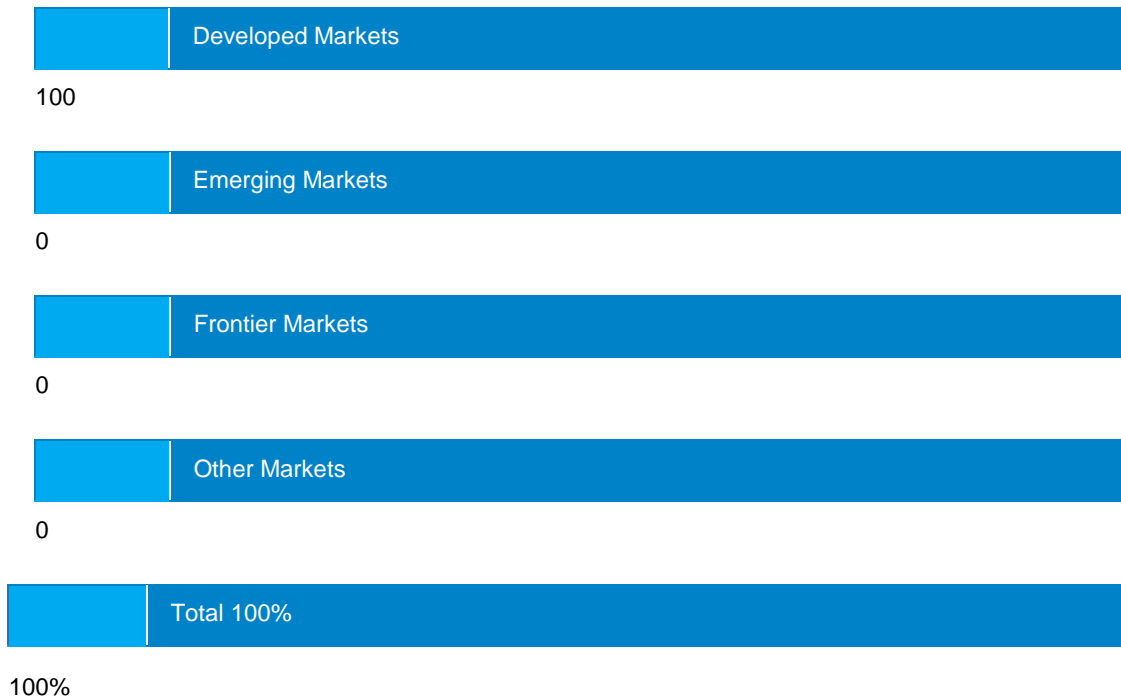 Developed Markets
100
Emerging Markets
0
Frontier Markets
0
Other Markets
0
Total 100%
100%